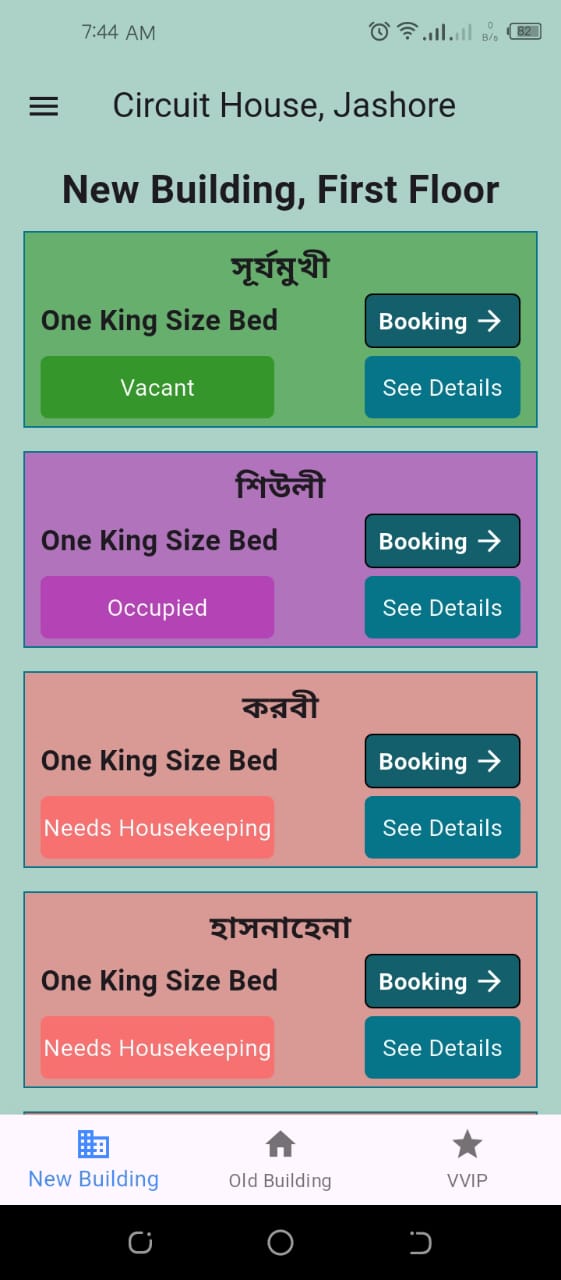 7:44 AM
0
B/s
82
Circuit House, Jashore
New Building, First Floor
সূর্যমুখী
One King Size Bed
Booking →
Vacant
See Details
শিউলী
One King Size Bed
Booking →
Occupied
See Details
করবী
One King Size Bed
Booking →
Needs Housekeeping
See Details
হাসনাহেনা
One King Size Bed
Booking →
Needs Housekeeping
See Details
New Building
Old Building
VVIP